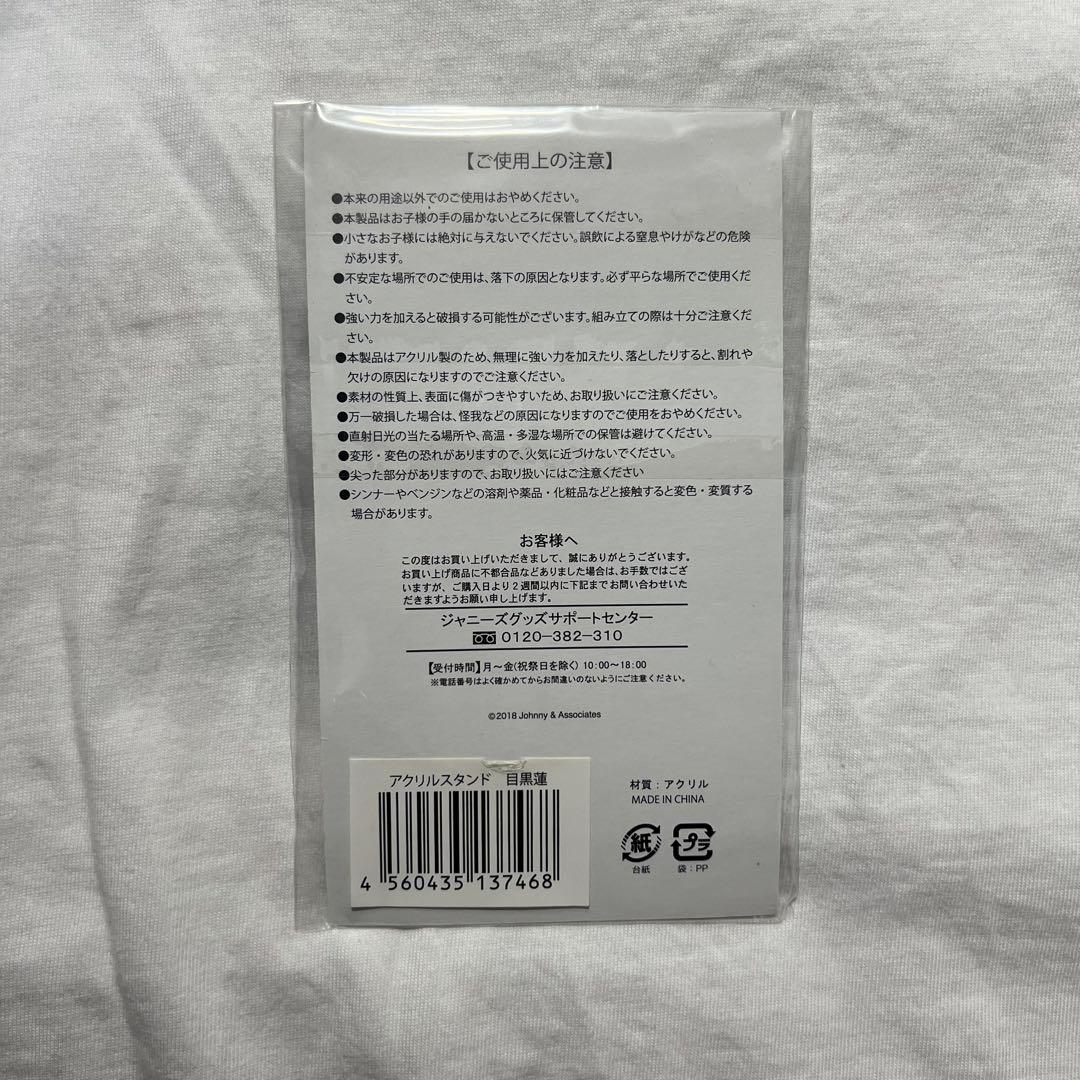 【ご使用上の注意】
●本来の用途以外でのご使用はおやめください。
●本製品はお子様の手の届かないところに保管してください。
●小さなお子様には絶対に与えないでください。誤飲による窒息やけがなどの危険
があります。
●不安定な場所でのご使用は、落下の原因となります。必ず平らな場所でご使用くだ
さい。
●強い力を加えると破損する可能性がございます。組み立ての際は十分ご注意くだ
さい。
●本製品はアクリル製のため、無理に強い力を加えたり、落としたりすると、割れや
欠けの原因になりますのでご注意ください。
●素材の性質上、表面に傷がつきやすいため、お取り扱いにご注意ください。
●万一破損した場合は、怪我などの原因になりますのでご使用をおやめください。
●直射日光の当たる場所や、高温・多湿な場所での保管は避けてください。
●変形・変色の恐れがありますので、火気に近づけないでください。
●尖った部分がありますので、お取り扱いにはご注意ください
●シンナーやベンジンなどの溶剤や薬品・化粧品などと接触すると変色・変質する
場合があります。
お客様へ
この度はお買い上げいただきまして、誠にありがとうございます。
お買い上げ商品に不都合品などありました場合は、お手数ではござ
いますが、ご購入日より2週間以内に下記までお問い合わせいた
だきますようお願い申し上げます。
ジャニーズグッズサポートセンター
0120-382-310
【受付時間】月〜金(祝祭日を除く) 10:00〜18:00
※電話番号はよく確かめてからお間違いのないようにご注意ください。
©2018 Johnny & Associates
アクリルスタンド 目黒蓮
4 560435 137468
材質：アクリル
MADE IN CHINA
紙 プラ
台紙 袋：PP